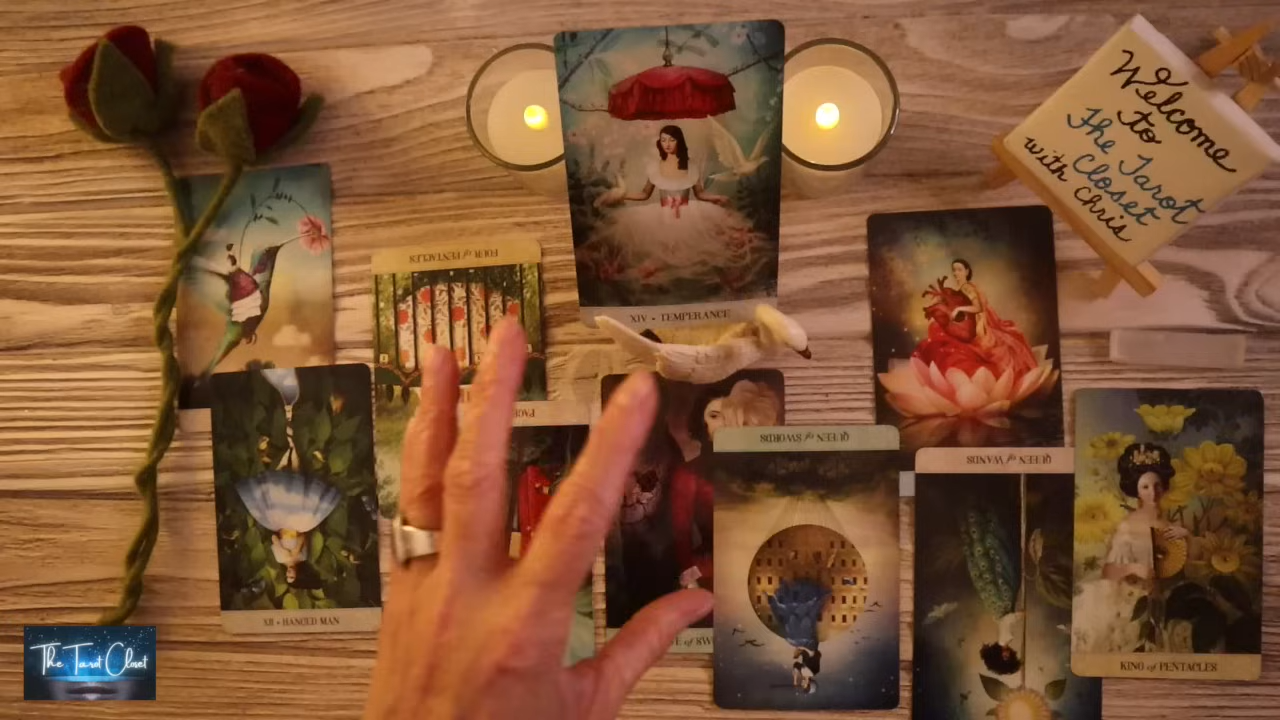 Welcome
to
The Tarot
Closet
with Chris
XIV • TEMPERANCE
FOUR of PENTACLES
QUEEN of SWORDS
QUEEN of WANDS
XII • HANGED MAN
KING of PENTACLES
The Tarot Closet